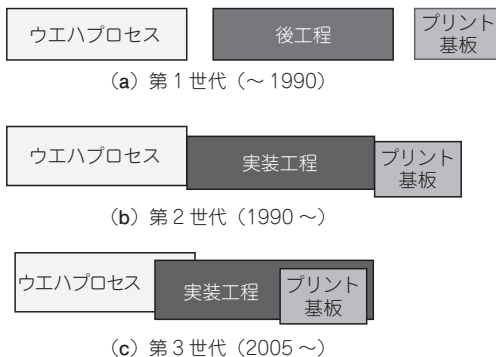 ウエハプロセス
後工程
プリント
基板
（a）第1世代（～1990）
ウエハプロセス
実装工程
プリント
基板
（b）第2世代（1990～）
ウエハプロセス
実装工程
プリント
基板
（c）第3世代（2005～）